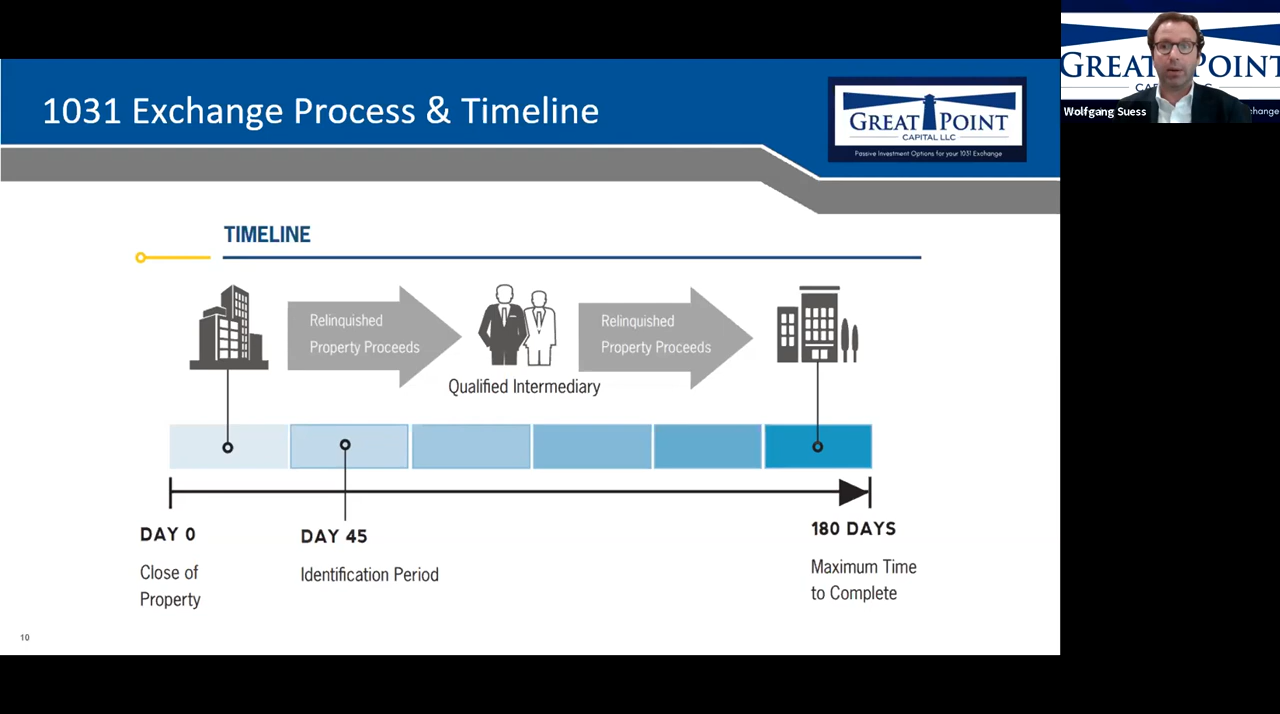 1031 Exchange Process & Timeline
GREAT POINT
CAPITAL LLC
Passive Investment Options for your 1031 Exchange
GREAT POINT
Wolfgang Suess
TIMELINE
Relinquished
Property Proceeds
Relinquished
Property Proceeds
Qualified Intermediary
DAY 0
Close of
Property
DAY 45
Identification Period
180 DAYS
Maximum Time
to Complete
10